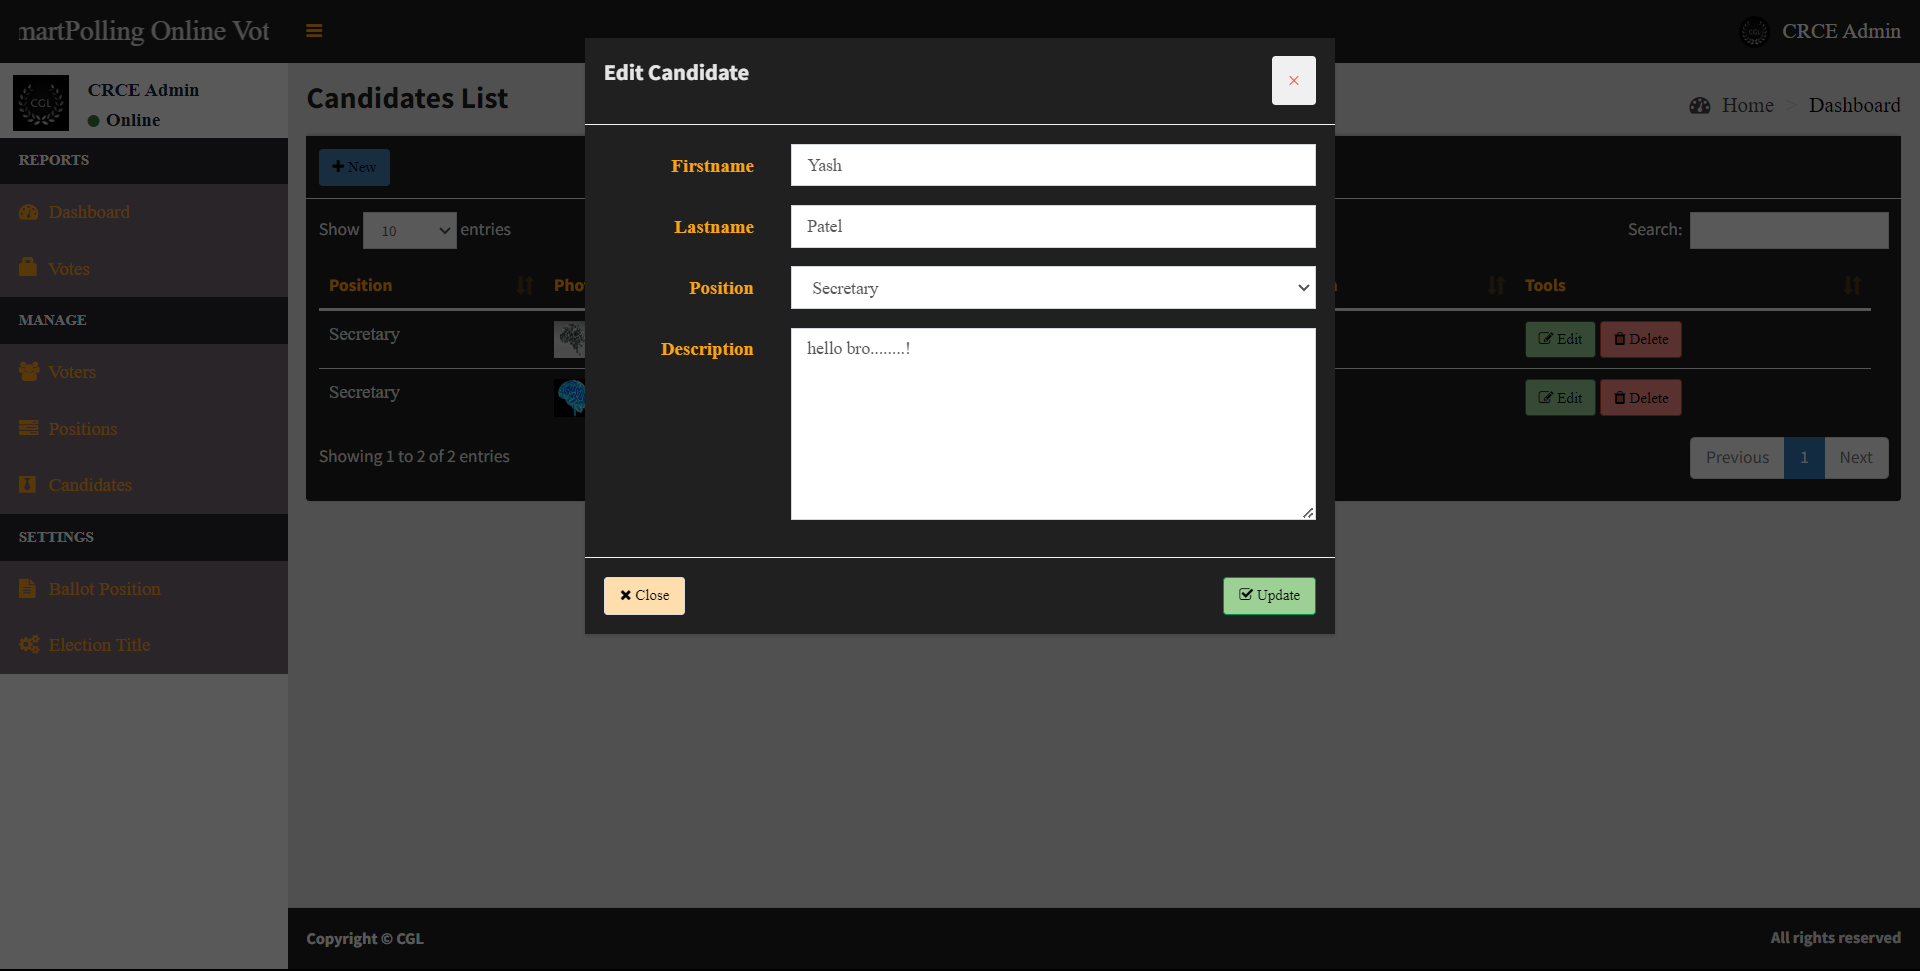 martPolling Online Vot
CRCE Admin
CGL
CRCE Admin
Online
REPORTS
Dashboard
Votes
MANAGE
Voters
Positions
Candidates
SETTINGS
Ballot Position
Election Title
Candidates List
Home > Dashboard
New
Show 10 entries
Search:
Position
Pho
Tools
Secretary
Edit Delete
Secretary
Edit Delete
Showing 1 to 2 of 2 entries
Previous 1 Next
Edit Candidate
×
Firstname Yash
Lastname Patel
Position Secretary
Description hello bro........!
Close
Update
Copyright © CGL
All rights reserved